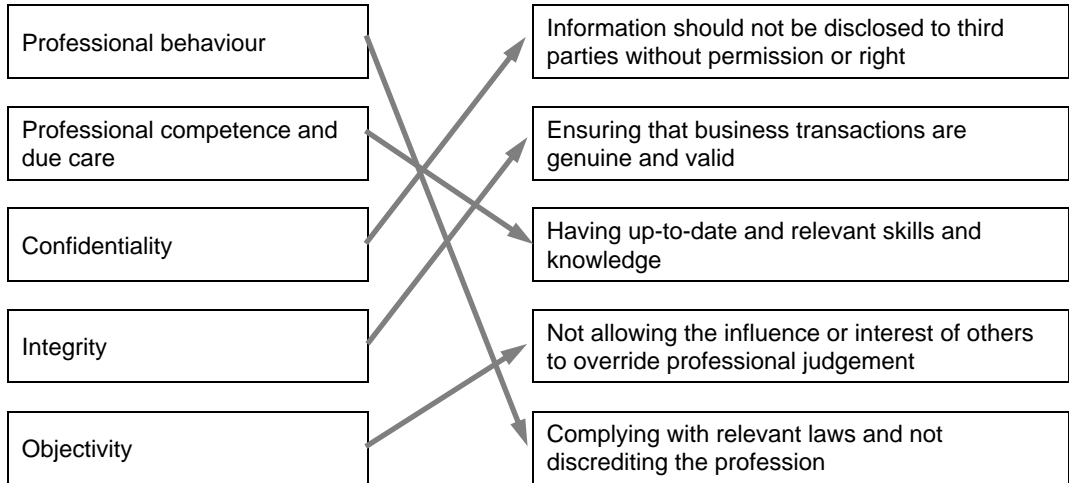 Professional behaviour
Information should not be disclosed to third
parties without permission or right
Professional competence and
due care
Ensuring that business transactions are
genuine and valid
Confidentiality
Having up-to-date and relevant skills and
knowledge
Integrity
Not allowing the influence or interest of others
to override professional judgement
Objectivity
Complying with relevant laws and not
discrediting the profession